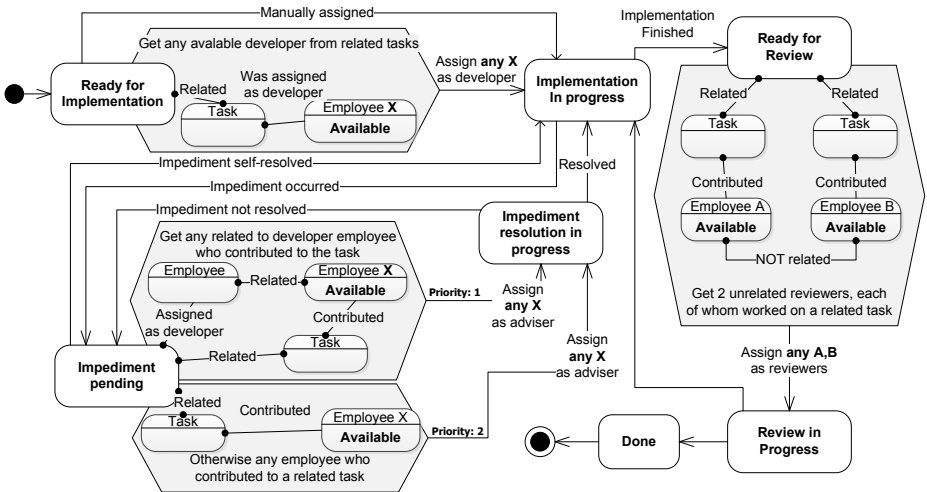 Manually assigned
Get any avalable developer from related tasks
Ready for
Implementation
Related
Was assigned
as developer
Task
Employee X
Available
Assign any X
as developer
Implementation
In progress
Implementation
Finished
Ready for
Review
Related
Related
Task
Task
Contributed
Contributed
Employee A
Available
Employee B
Available
NOT related
Get 2 unrelated reviewers, each
of whom worked on a related task
Impediment self-resolved
Resolved
Impediment occurred
Impediment not resolved
Impediment
resolution in
progress
Get any related to developer employee
who contributed to the task
Employee
Related
Employee X
Available
Priority: 1
Assign
any X
as adviser
Assigned
as developer
Contributed
Task
Related
Impediment
pending
Assign
any X
as adviser
Related
Task
Contributed
Employee X
Available
Priority: 2
Otherwise any employee who
contributed to a related task
Assign any A,B
as reviewers
Review in
Progress
Done